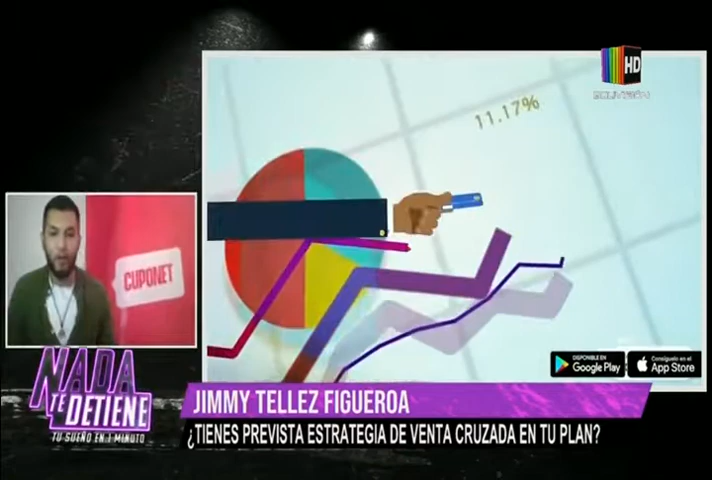 HD
BOLIVISIÓN
11.17%
CUPONET
DISPONIBLE EN
Google Play
Consíguelo en el
App Store
NADA
TE DETIENE
TU SUEÑO EN 1 MINUTO
JIMMY TELLEZ FIGUEROA
¿TIENES PREVISTA ESTRATEGIA DE VENTA CRUZADA EN TU PLAN?